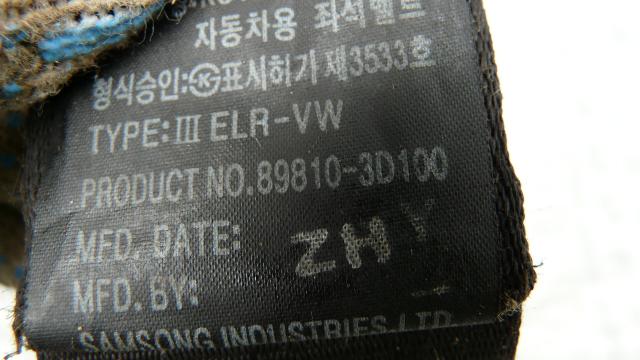 자동차용 좌석벨트
형식승인:㉿표시허가제3533호
TYPE:Ⅲ ELR-VW
PRODUCT NO.89810-3D100
MFD. DATE: ZHY
MFD. BY:
SAMSONG INDUSTRIES LTD